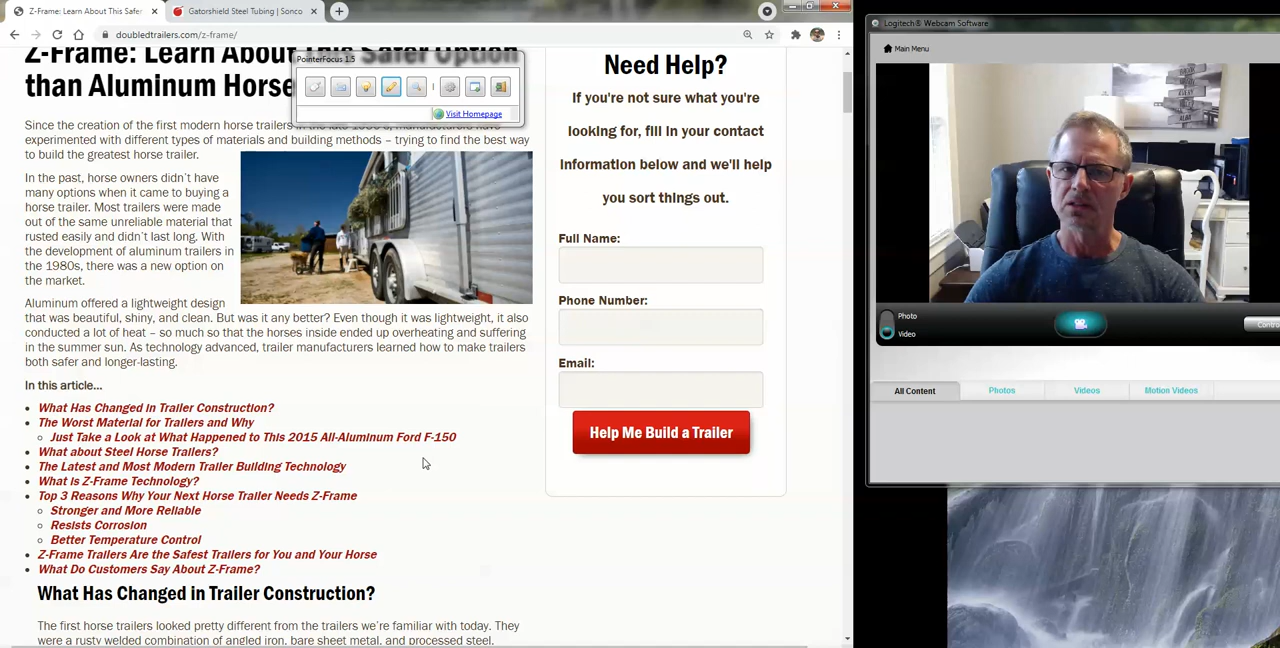 Z-Frame: Learn About This Safer
Gatorshield Steel Tubing | Sonco
doubledtrailers.com/z-frame/
Z-Frame: Learn About This Safer Option
than Aluminum Horse
PointerFocus 1.5
Visit Homepage
Since the creation of the first modern horse trailers in the late 1930's, manufacturers have
experimented with different types of materials and building methods – trying to find the best way
to build the greatest horse trailer.
In the past, horse owners didn't have
many options when it came to buying a
horse trailer. Most trailers were made
out of the same unreliable material that
rusted easily and didn't last long. With
the development of aluminum trailers in
the 1980s, there was a new option on
the market.
Aluminum offered a lightweight design
that was beautiful, shiny, and clean. But was it any better? Even though it was lightweight, it also
conducted a lot of heat – so much so that the horses inside ended up overheating and suffering
in the summer sun. As technology advanced, trailer manufacturers learned how to make trailers
both safer and longer-lasting.
In this article...
What Has Changed in Trailer Construction?
The Worst Material for Trailers and Why
Just Take a Look at What Happened to This 2015 All-Aluminum Ford F-150
What about Steel Horse Trailers?
The Latest and Most Modern Trailer Building Technology
What Is Z-Frame Technology?
Top 3 Reasons Why Your Next Horse Trailer Needs Z-Frame
Stronger and More Reliable
Resists Corrosion
Better Temperature Control
Z-Frame Trailers Are the Safest Trailers for You and Your Horse
What Do Customers Say About Z-Frame?
What Has Changed in Trailer Construction?
The first horse trailers looked pretty different from the trailers we're familiar with today. They
were a rusty welded combination of angled iron, bare sheet metal, and processed steel.
Need Help?
If you're not sure what you're
looking for, fill in your contact
information below and we'll help
you sort things out.
Full Name:
Phone Number:
Email:
Help Me Build a Trailer
Logitech® Webcam Software
Main Menu
Photo
Video
Contro
All Content
Photos
Videos
Motion Videos